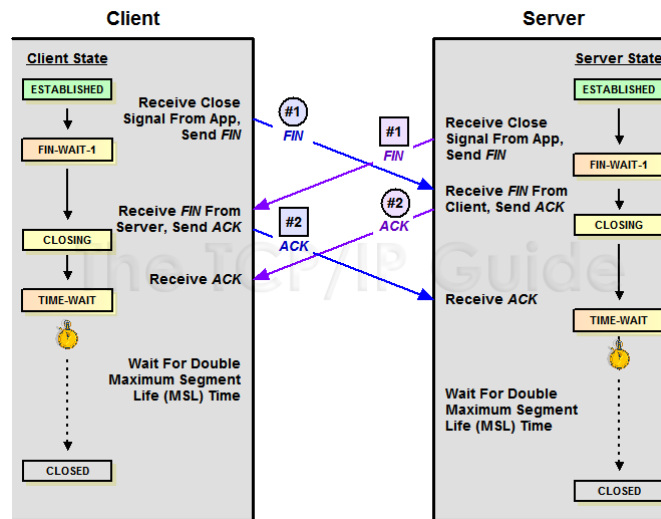 Client
Server
Client State
ESTABLISHED
FIN-WAIT-1
CLOSING
TIME-WAIT
CLOSED
Receive Close
Signal From App,
Send FIN
Receive FIN From
Server, Send ACK
Receive ACK
Wait For Double
Maximum Segment
Life (MSL) Time
#1
FIN
#1
FIN
#2
ACK
#2
ACK
The TCP/IP Guide
Server State
ESTABLISHED
FIN-WAIT-1
CLOSING
TIME-WAIT
CLOSED
Receive Close
Signal From App,
Send FIN
Receive FIN From
Client, Send ACK
Receive ACK
Wait For Double
Maximum Segment
Life (MSL) Time